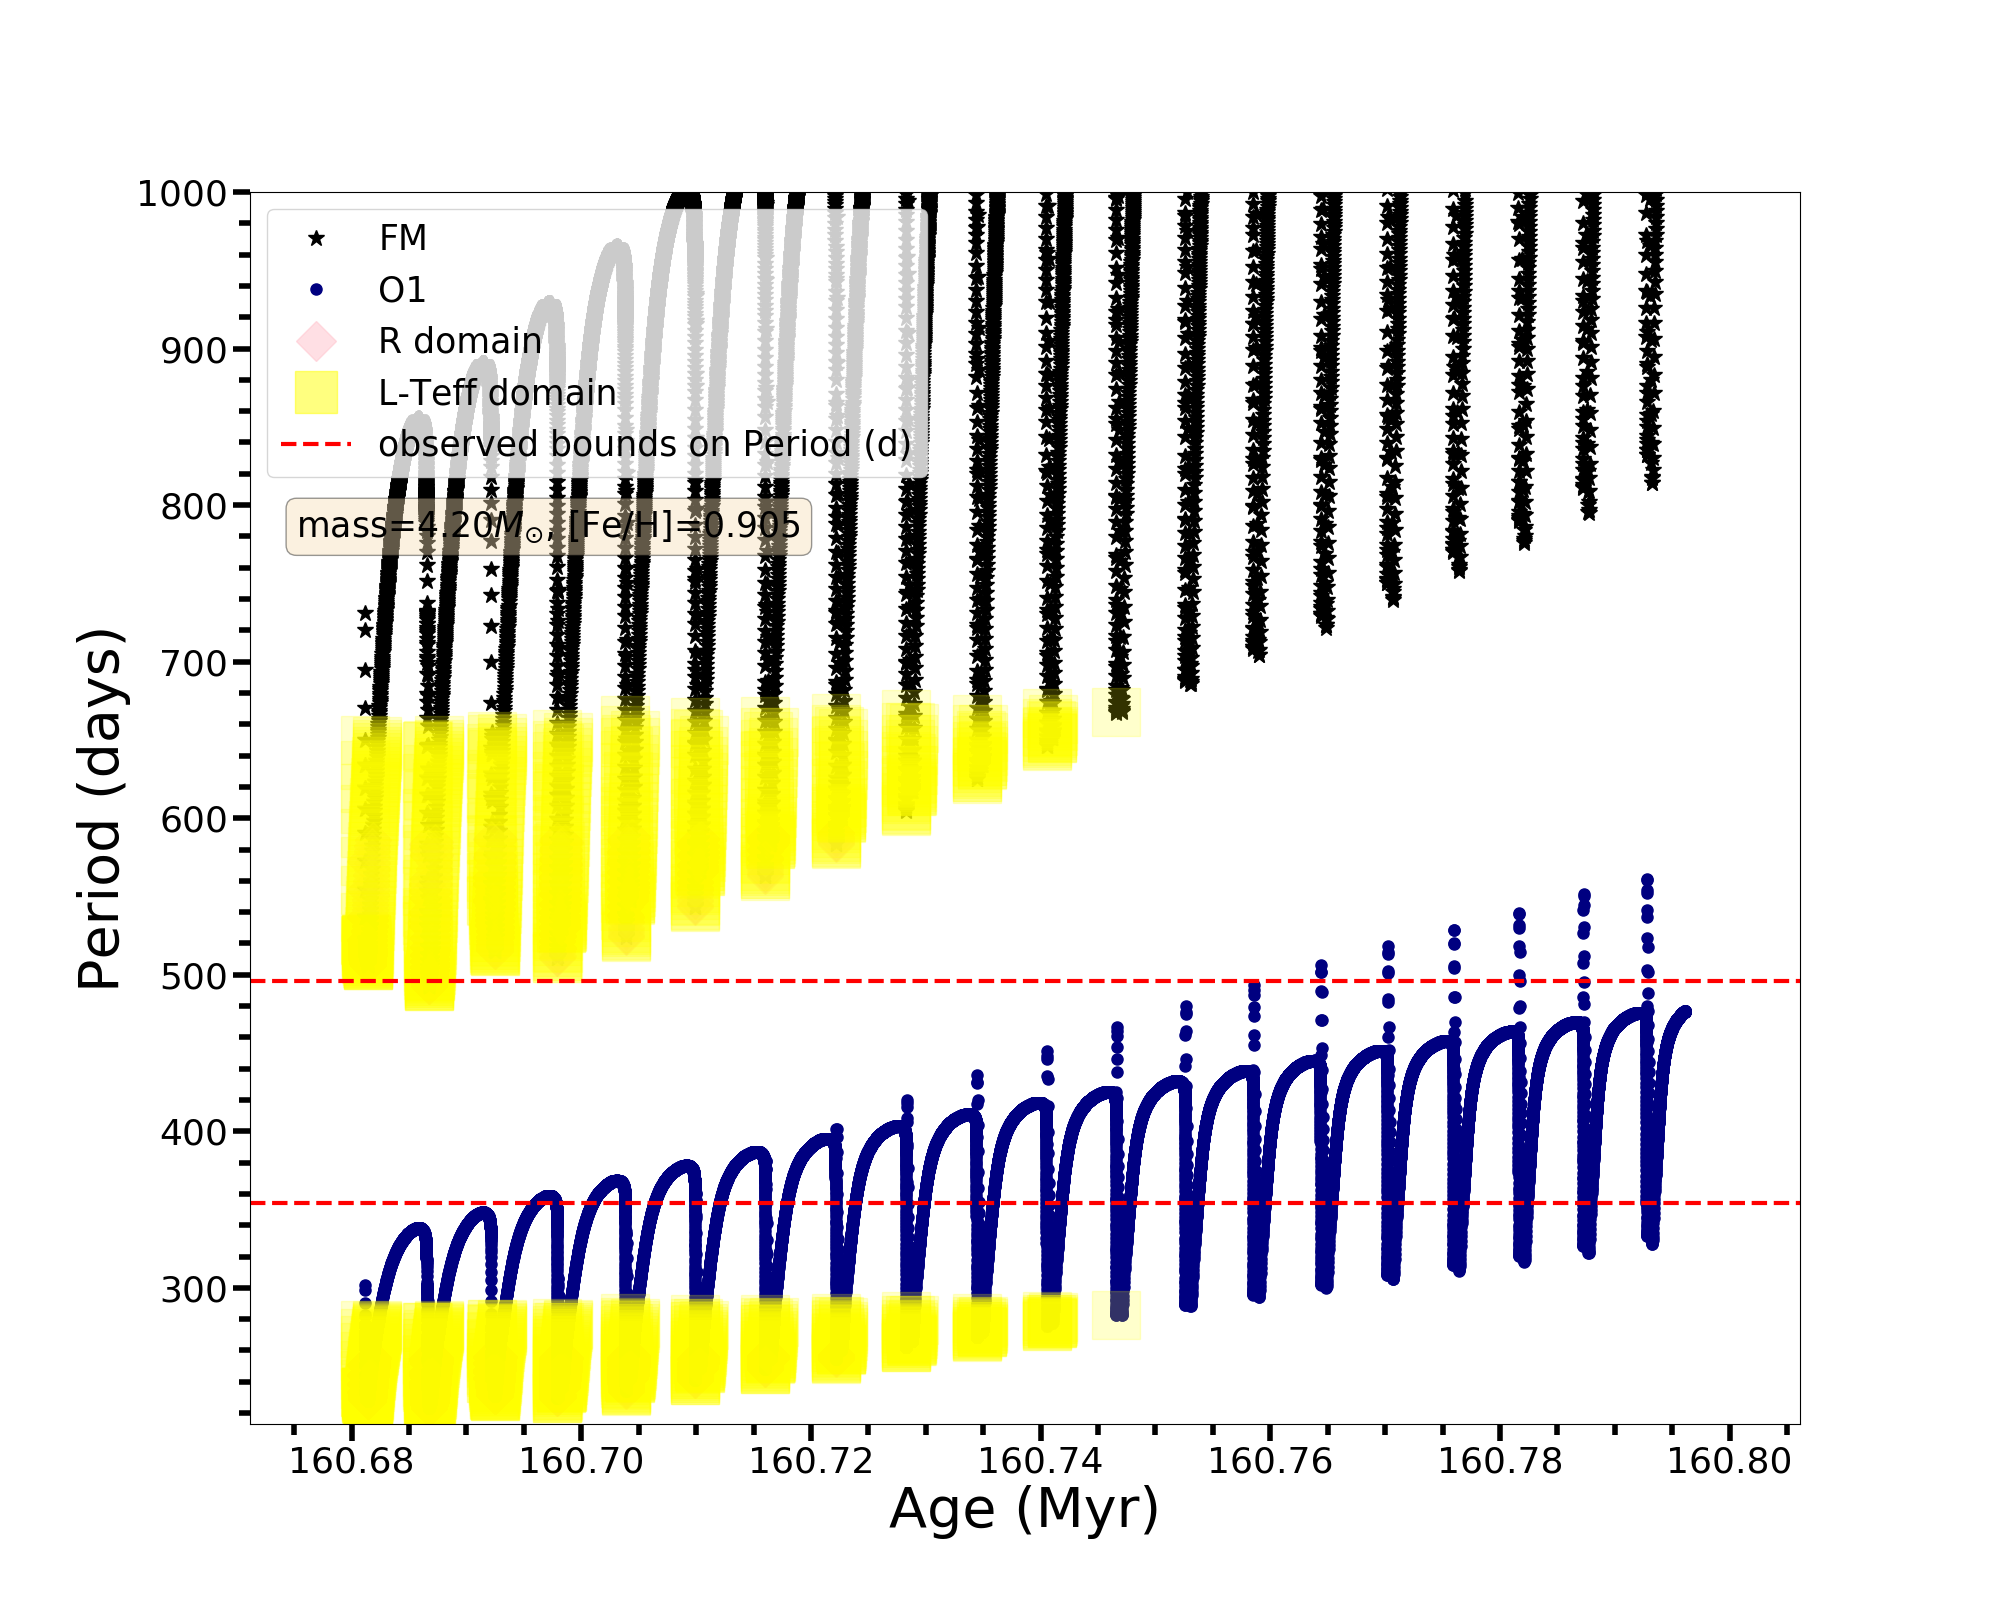 1000
900
800
700
600
500
400
300
Period (days)
FM
O1
R domain
L-Teff domain
observed bounds on Period (d)
mass=4.20M☉, [Fe/H]=0.905
160.68 160.70 160.72 160.74 160.76 160.78 160.80
Age (Myr)